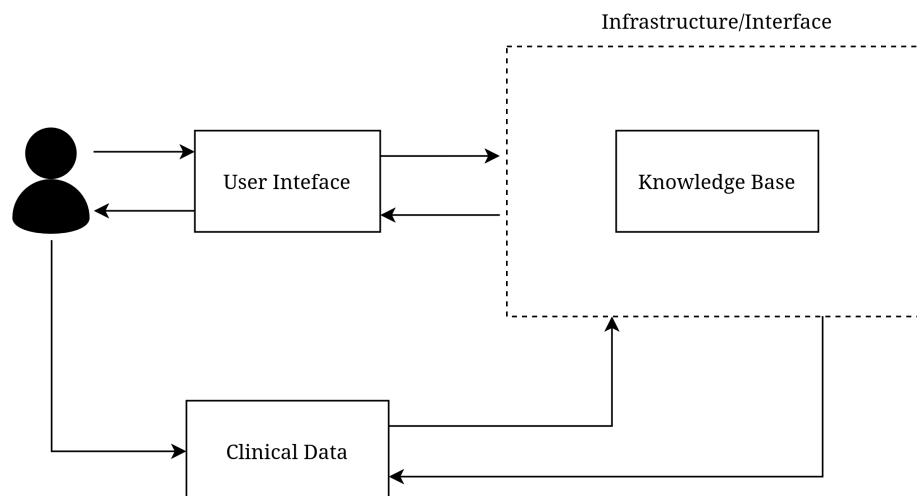 Infrastructure/Interface
User Inteface
Knowledge Base
Clinical Data